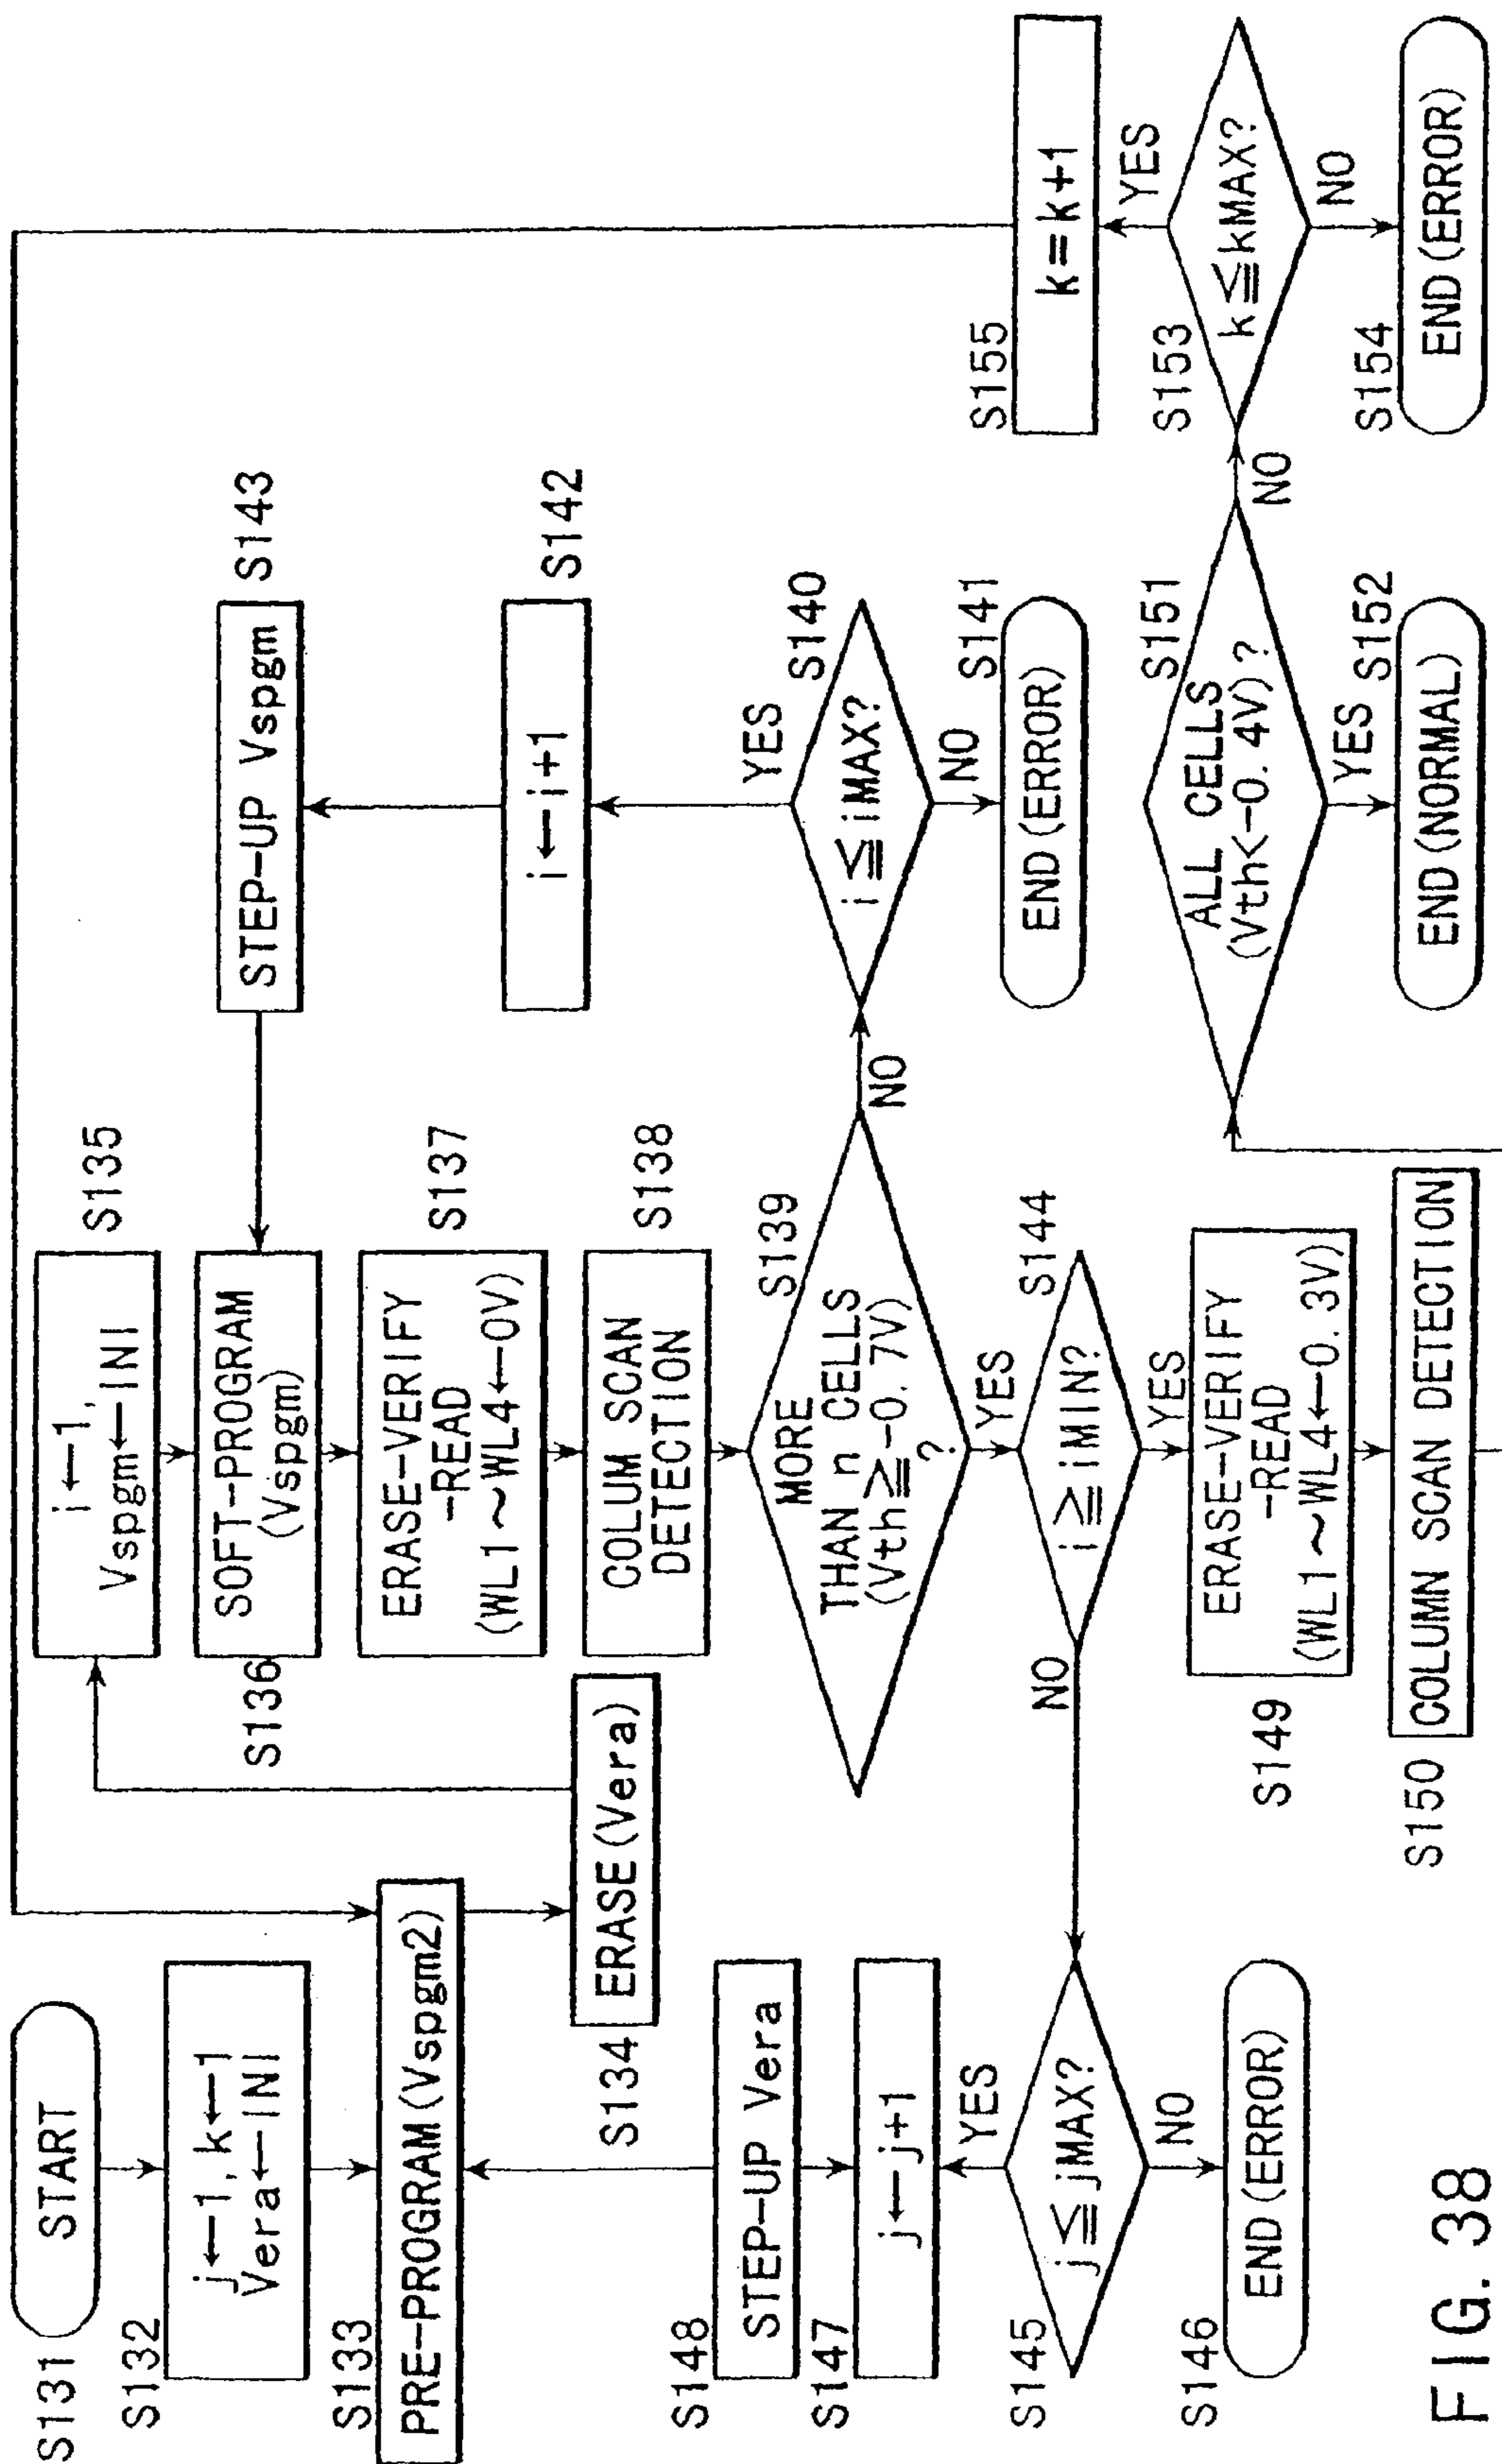 S131
START
S132
j←1, k←1
Vera←INI
S133
PRE-PROGRAM(Vspgm2)
S134
ERASE(Vera)
S148
STEP-UP Vera
S147
j←j+1
YES
S145
j≦jMAX?
NO
S146
END(ERROR)
S135
i←1,
Vspgm←INI
S136
SOFT-PROGRAM
(Vspgm)
S137
ERASE-VERIFY
-READ
(WL1~WL4←0V)
S138
COLUM SCAN
DETECTION
S139
MORE
THAN n CELLS
(Vth≧-0.7V)
?
NO
YES
S144
i≧iMIN?
NO
YES
S149
ERASE-VERIFY
-READ
(WL1~WL4←0.3V)
S150
COLUMN SCAN DETECTION
S143
STEP-UP Vspgm
S142
i←i+1
YES
S140
i≦iMAX?
NO
S141
END(ERROR)
S151
ALL CELLS
(Vth<-0.4V)?
NO
YES
S152
END(NORMAL)
S155
k=k+1
YES
S153
k≦kMAX?
NO
S154
END(ERROR)
FIG. 38